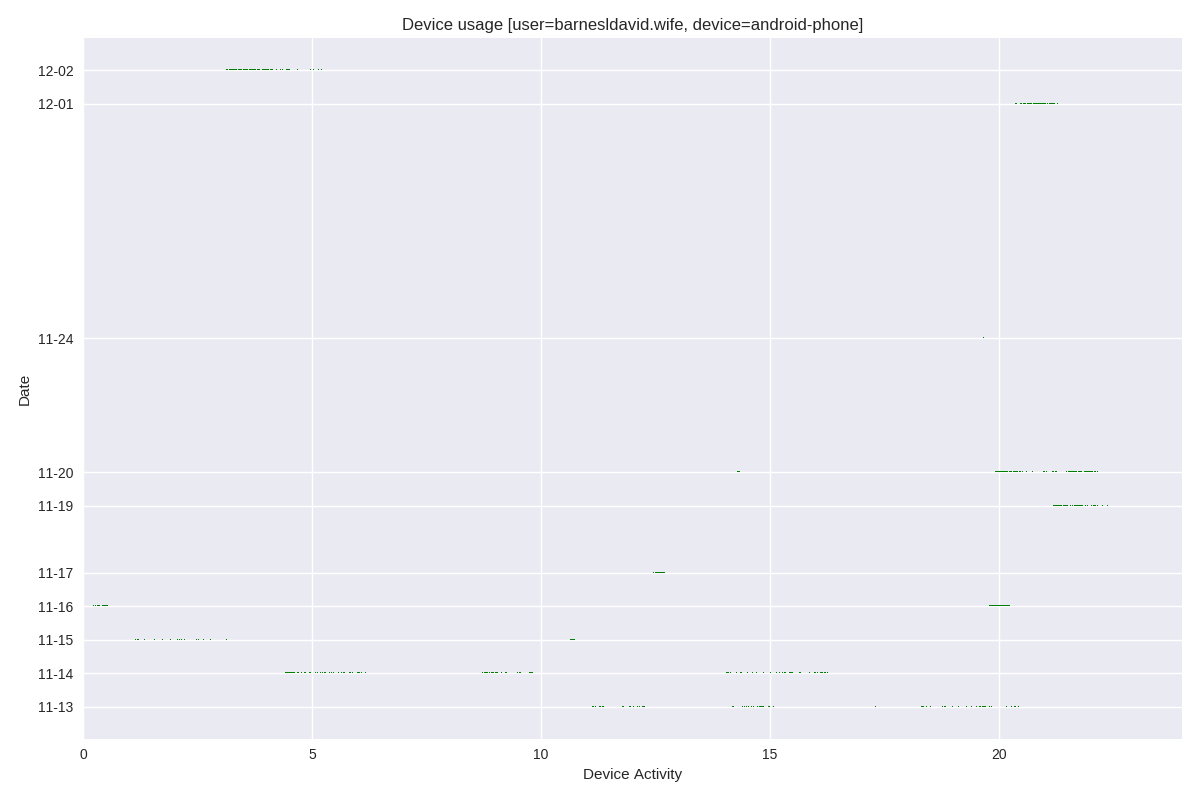 Device usage [user=barnesldavid.wife, device=android-phone]
12-02
12-01
11-24
11-20
11-19
11-17
11-16
11-15
11-14
11-13
Date
0 5 10 15 20
Device Activity